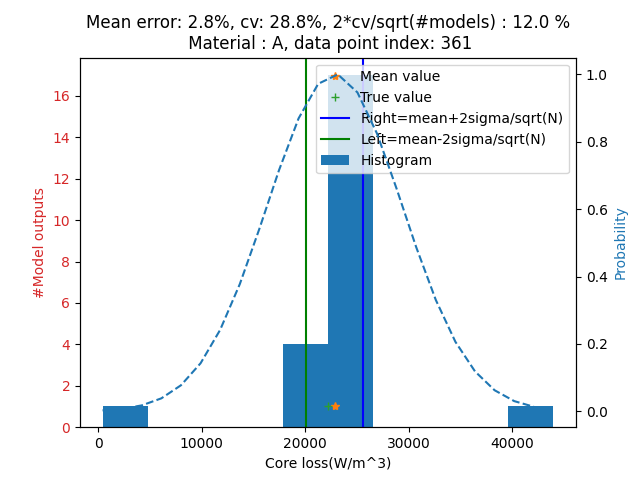 Mean error: 2.8%, cv: 28.8%, 2*cv/sqrt(#models) : 12.0 %
Material : A, data point index: 361
Mean value
True value
Right=mean+2sigma/sqrt(N)
Left=mean-2sigma/sqrt(N)
Histogram
#Model outputs
16
14
12
10
8
6
4
2
0
1.0
0.8
0.6
0.4
0.2
0.0
Probability
0
10000
20000
30000
40000
Core loss(W/m^3)